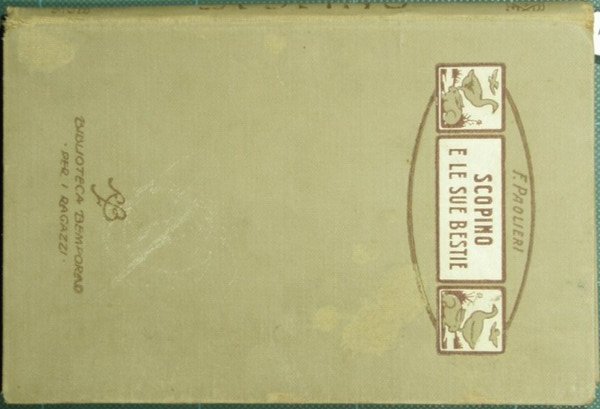 F. PAOLIERI
SCOPINO
E LE SUE BESTIE
BIBLIOTECA BEMPORAD
· PER I RAGAZZI ·